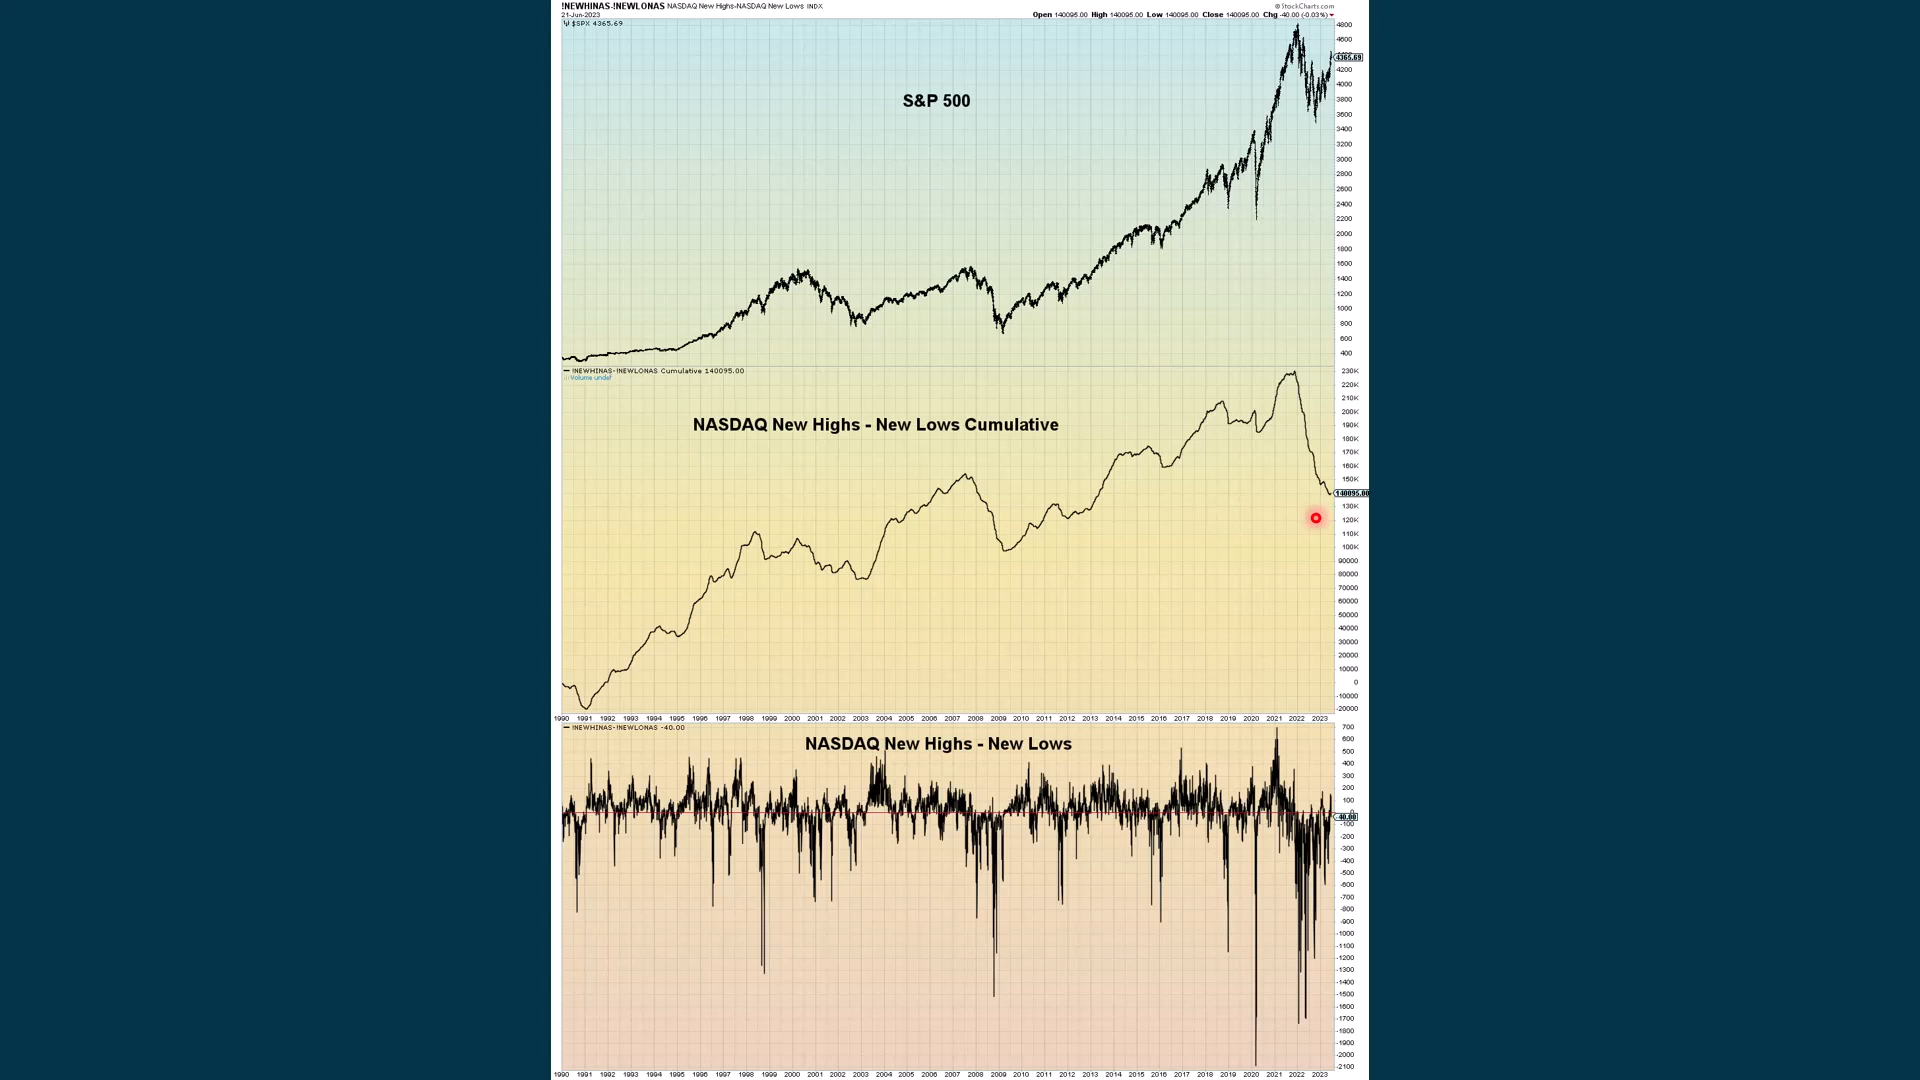 !NEWHINAS-!NEWLONAS NASDAQ New Highs-NASDAQ New Lows INDX
© StockCharts.com
21-Jun-2023
Open 140095.00 High 140095.00 Low 140095.00 Close 140095.00 Chg -40.00 (-0.03%)
$SPX 4365.69
S&P 500
4800
4600
4365.69
4200
4000
3800
3600
3400
3200
3000
2800
2600
2400
2200
2000
1800
1600
1400
1200
1000
800
600
400
!NEWHINAS-!NEWLONAS Cumulative 140095.00
Volume undef
NASDAQ New Highs - New Lows Cumulative
230K
220K
210K
200K
190K
180K
170K
160K
150K
140095.00
130K
120K
110K
100K
90000
80000
70000
60000
50000
40000
30000
20000
10000
0
-10000
-20000
1990 1991 1992 1993 1994 1995 1996 1997 1998 1999 2000 2001 2002 2003 2004 2005 2006 2007 2008 2009 2010 2011 2012 2013 2014 2015 2016 2017 2018 2019 2020 2021 2022 2023
!NEWHINAS-!NEWLONAS -40.00
NASDAQ New Highs - New Lows
700
600
500
400
300
200
100
-40.00
-100
-200
-300
-400
-500
-600
-700
-800
-900
-1000
-1100
-1200
-1300
-1400
-1500
-1600
-1700
-1800
-1900
-2000
-2100
1990 1991 1992 1993 1994 1995 1996 1997 1998 1999 2000 2001 2002 2003 2004 2005 2006 2007 2008 2009 2010 2011 2012 2013 2014 2015 2016 2017 2018 2019 2020 2021 2022 2023